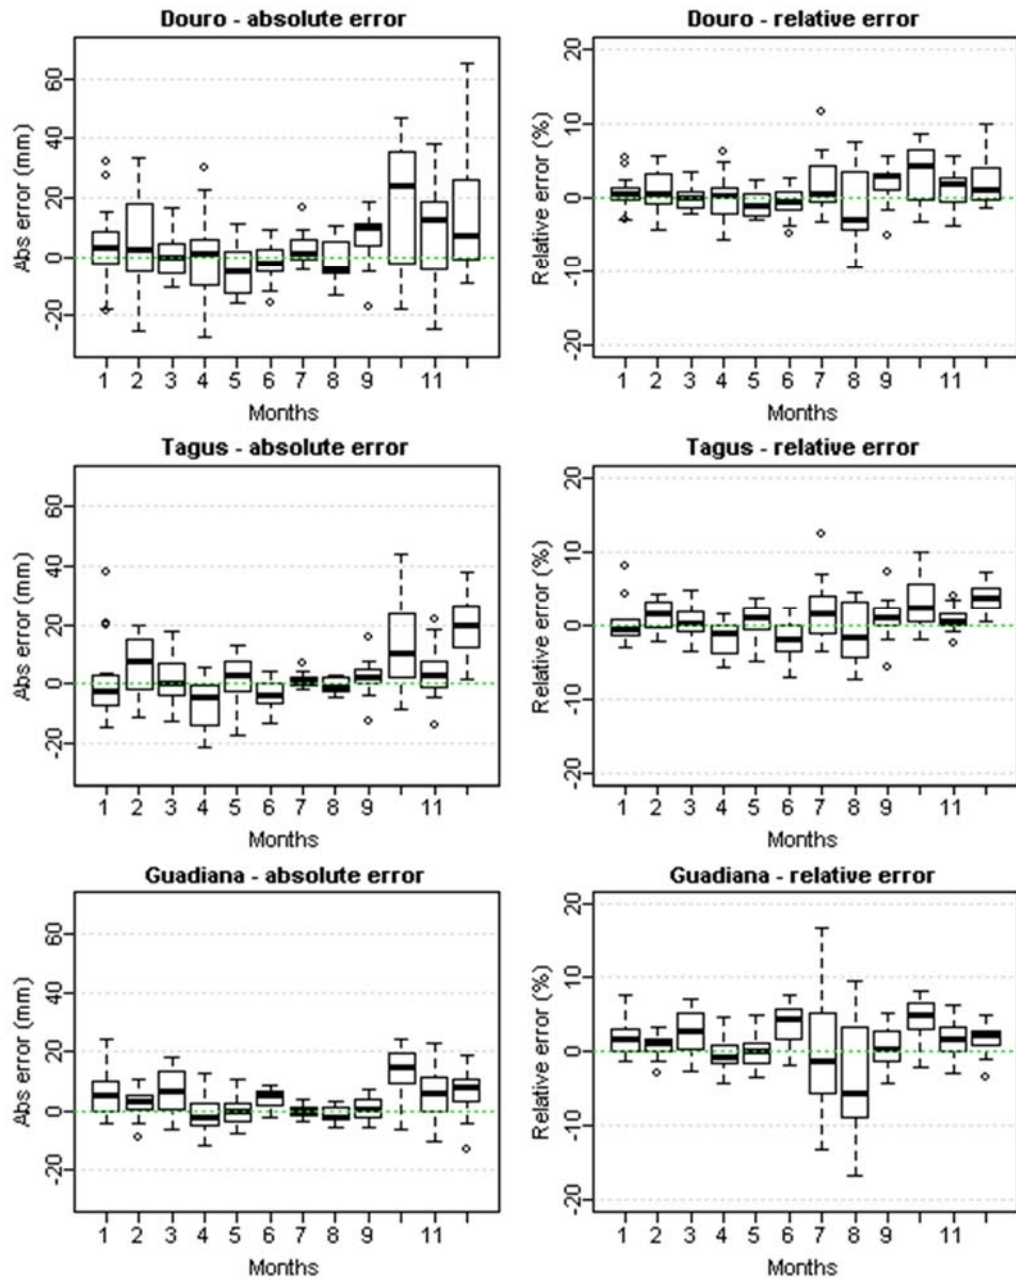 Douro - absolute error
Abs error (mm)
60
40
20
0
-20
1 2 3 4 5 6 7 8 9 11
Months
Douro - relative error
Relative error (%)
20
10
0
-10
-20
1 2 3 4 5 6 7 8 9 11
Months
Tagus - absolute error
Abs error (mm)
60
40
20
0
-20
1 2 3 4 5 6 7 8 9 11
Months
Tagus - relative error
Relative error (%)
20
10
0
-10
-20
1 2 3 4 5 6 7 8 9 11
Months
Guadiana - absolute error
Abs error (mm)
60
40
20
0
-20
1 2 3 4 5 6 7 8 9 11
Months
Guadiana - relative error
Relative error (%)
20
10
0
-10
-20
1 2 3 4 5 6 7 8 9 11
Months